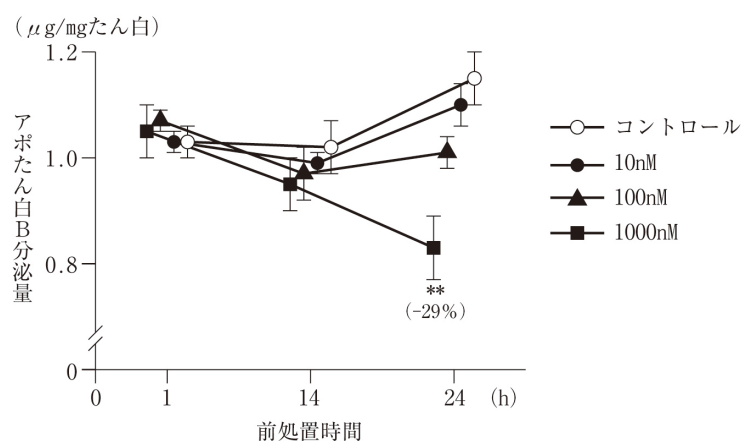 (μg/mgたん白)
アポたん白B分泌量
1.2
1.0
0.8
0
0 1 14 24 (h)
前処置時間
**
(-29%)
コントロール
10nM
100nM
1000nM